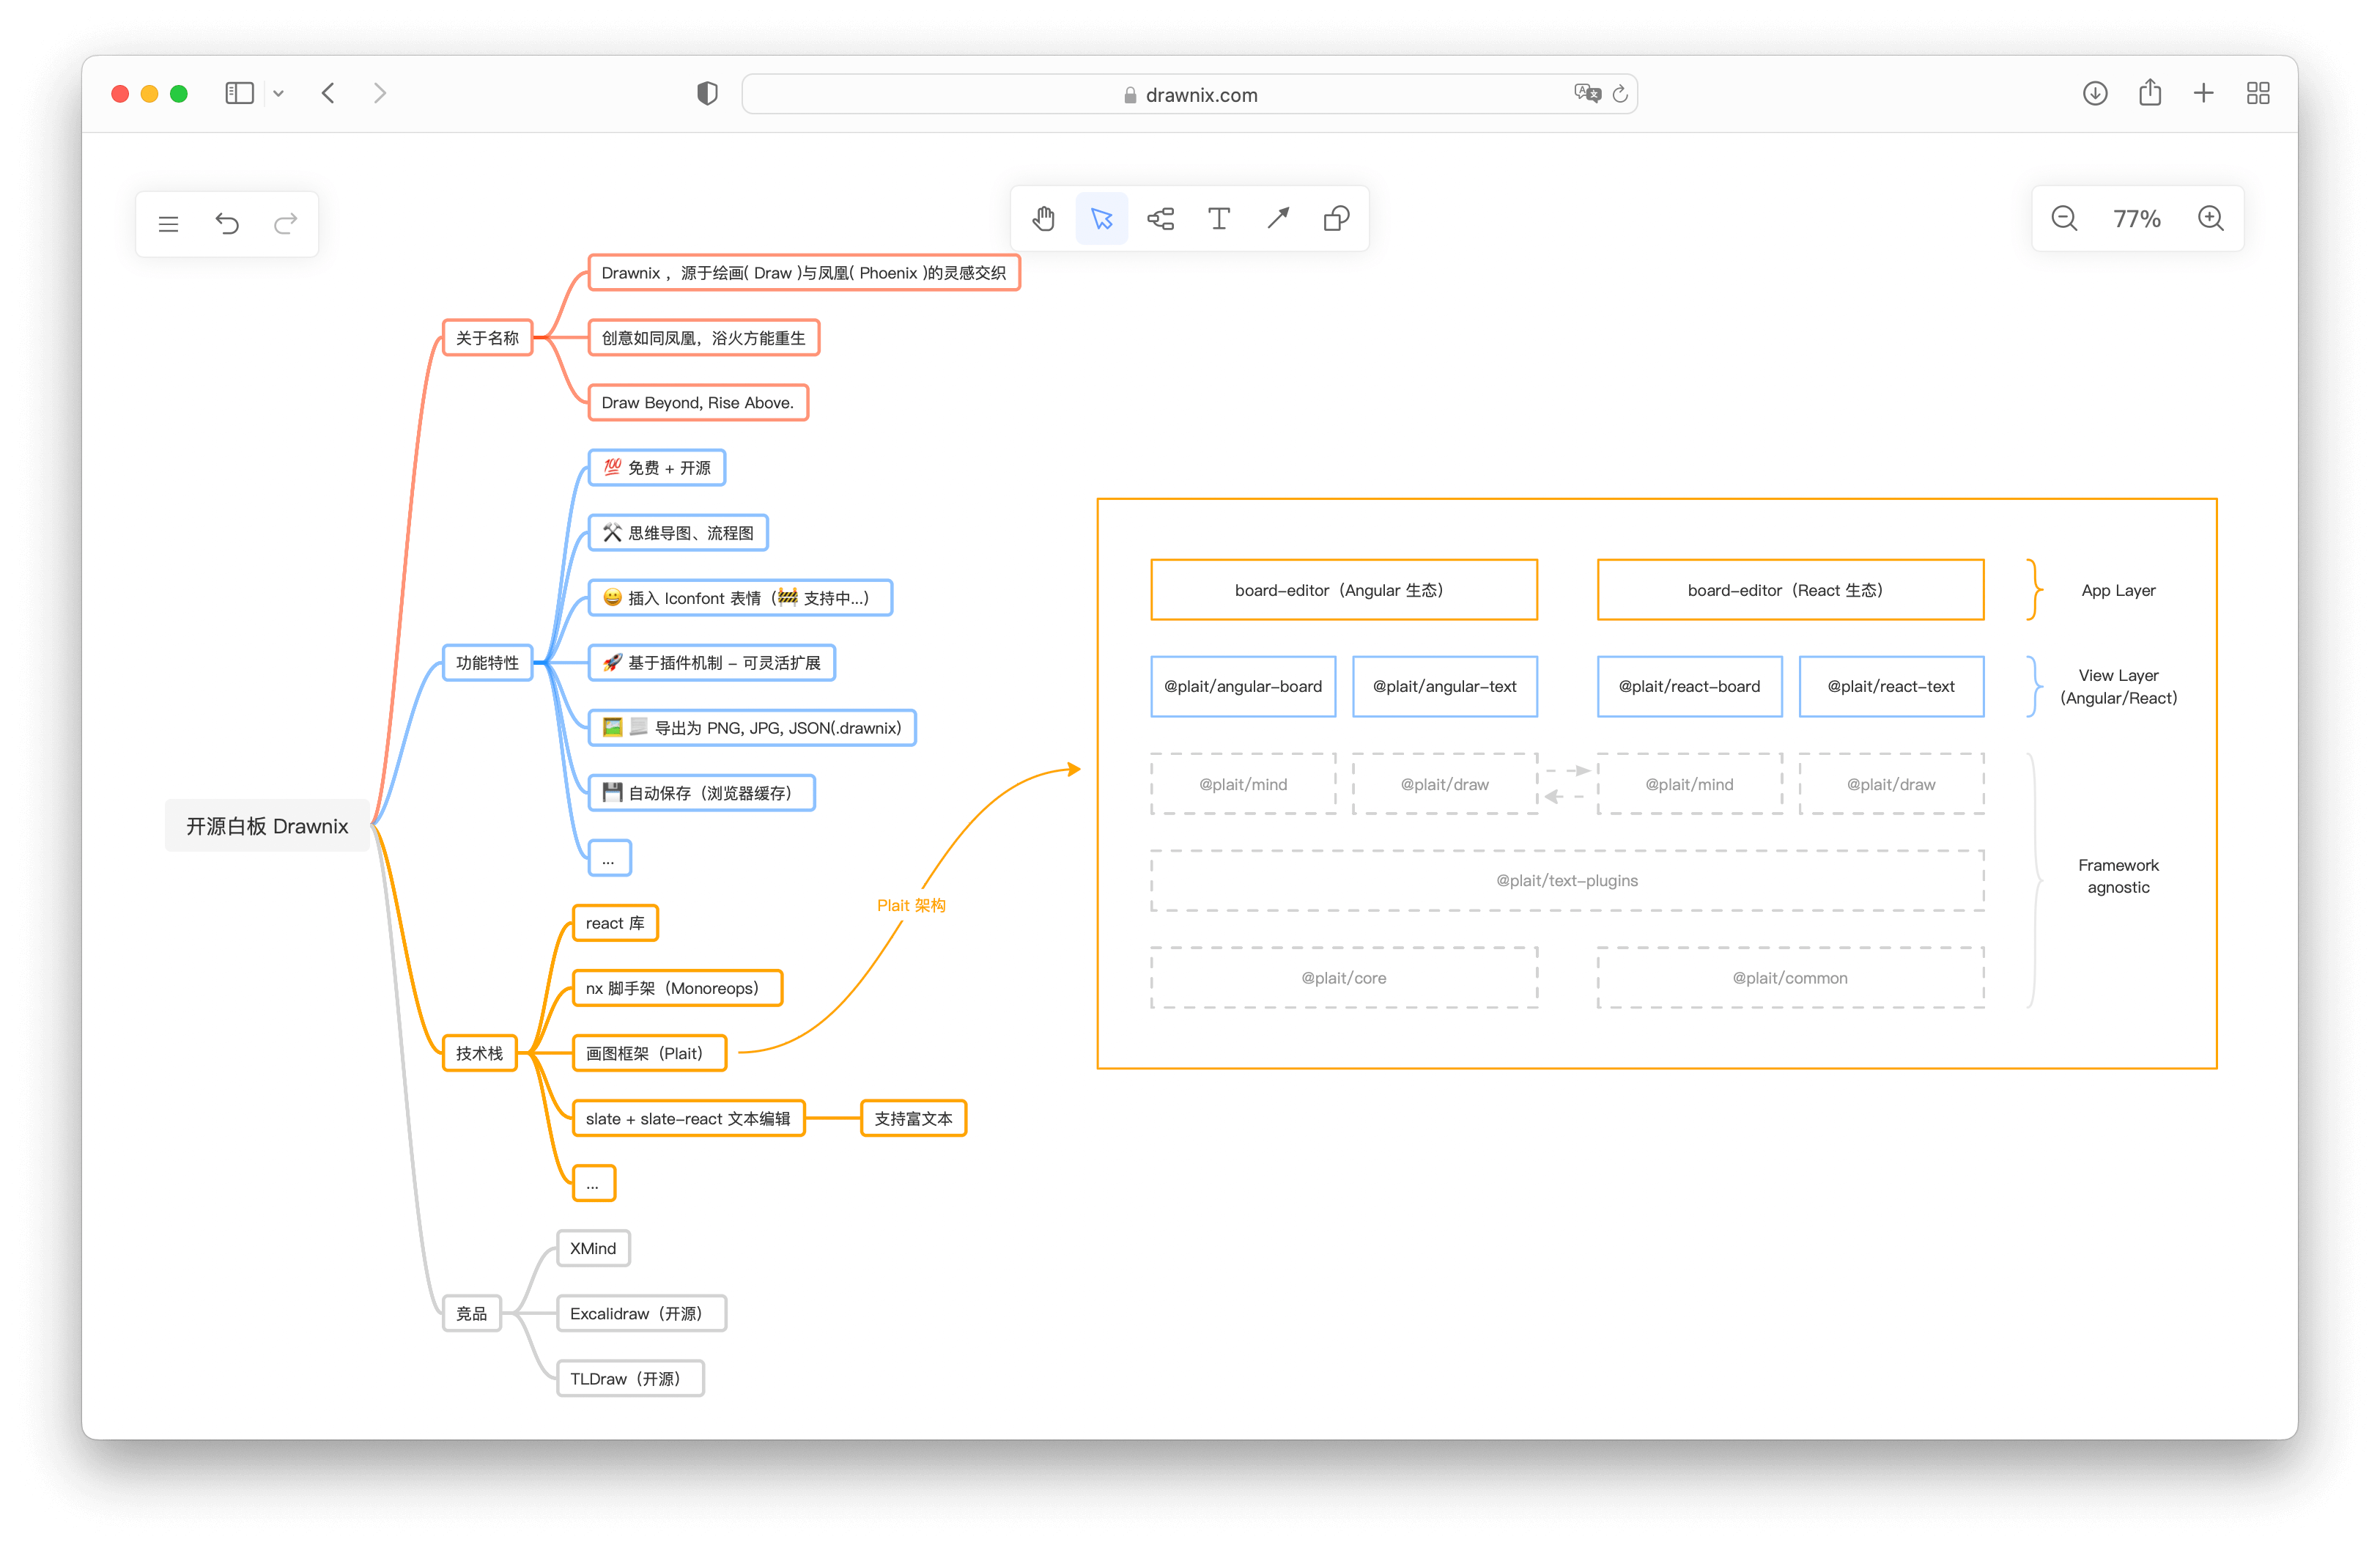 drawnix.com
77%
Drawnix ，源于绘画( Draw )与凤凰( Phoenix )的灵感交织
关于名称
创意如同凤凰，浴火方能重生
Draw Beyond, Rise Above.
💯 免费 + 开源
⚒️ 思维导图、流程图
😀 插入 Iconfont 表情（🚧 支持中...）
功能特性
🚀 基于插件机制 – 可灵活扩展
🖼️ 📃 导出为 PNG, JPG, JSON(.drawnix)
💾 自动保存（浏览器缓存）
...
开源白板 Drawnix
react 库
nx 脚手架（Monoreops）
技术栈
画图框架（Plait）
slate + slate-react 文本编辑
支持富文本
...
XMind
竞品
Excalidraw（开源）
TLDraw（开源）
Plait 架构
board-editor（Angular 生态）
board-editor（React 生态）
App Layer
@plait/angular-board
@plait/angular-text
@plait/react-board
@plait/react-text
View Layer
(Angular/React)
@plait/mind
@plait/draw
@plait/mind
@plait/draw
@plait/text-plugins
Framework
agnostic
@plait/core
@plait/common